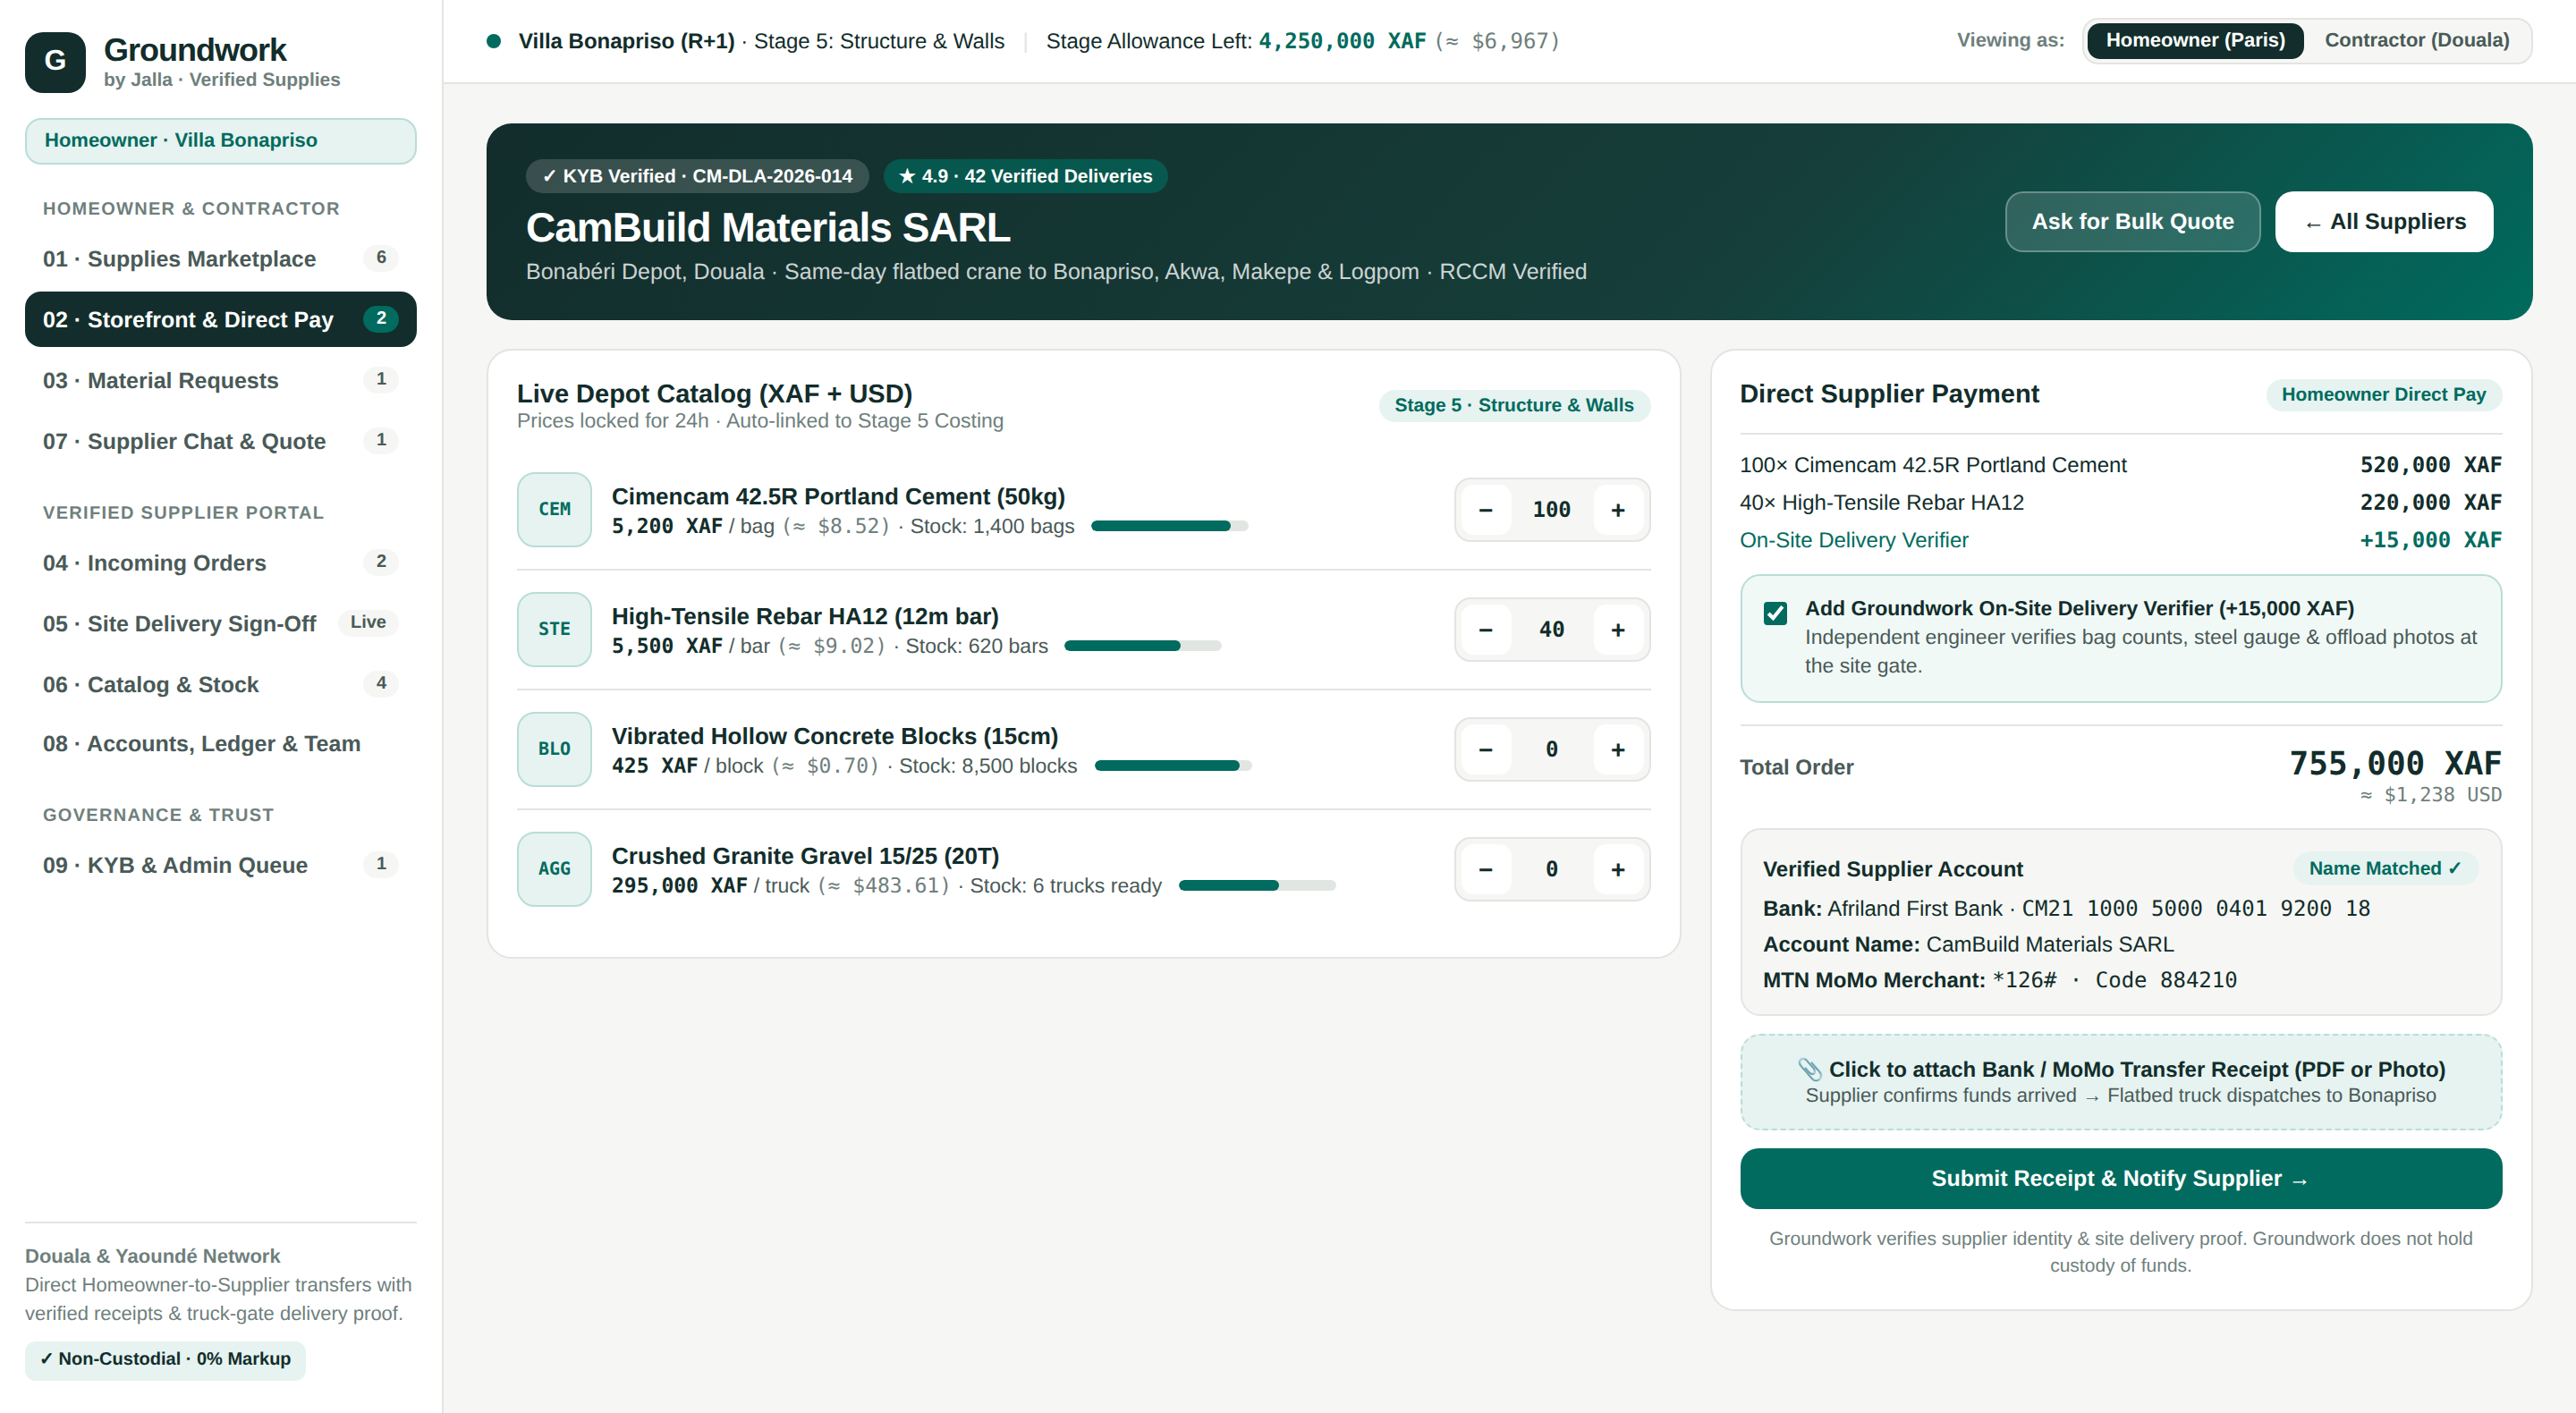 G
Groundwork
by Jalla · Verified Supplies
Homeowner · Villa Bonapriso
HOMEOWNER & CONTRACTOR
01 · Supplies Marketplace 6
02 · Storefront & Direct Pay 2
03 · Material Requests 1
07 · Supplier Chat & Quote 1
VERIFIED SUPPLIER PORTAL
04 · Incoming Orders 2
05 · Site Delivery Sign-Off Live
06 · Catalog & Stock 4
08 · Accounts, Ledger & Team
GOVERNANCE & TRUST
09 · KYB & Admin Queue 1
Douala & Yaoundé Network
Direct Homeowner-to-Supplier transfers with
verified receipts & truck-gate delivery proof.
✓ Non-Custodial · 0% Markup
Villa Bonapriso (R+1) · Stage 5: Structure & Walls | Stage Allowance Left: 4,250,000 XAF (≈ $6,967)
Viewing as: Homeowner (Paris) Contractor (Douala)
✓ KYB Verified · CM-DLA-2026-014 ★ 4.9 · 42 Verified Deliveries
CamBuild Materials SARL
Bonabéri Depot, Douala · Same-day flatbed crane to Bonapriso, Akwa, Makepe & Logpom · RCCM Verified
Ask for Bulk Quote ← All Suppliers
Live Depot Catalog (XAF + USD)
Prices locked for 24h · Auto-linked to Stage 5 Costing
Stage 5 · Structure & Walls
CEM
Cimencam 42.5R Portland Cement (50kg)
5,200 XAF / bag (≈ $8.52) · Stock: 1,400 bags
− 100 +
STE
High-Tensile Rebar HA12 (12m bar)
5,500 XAF / bar (≈ $9.02) · Stock: 620 bars
− 40 +
BLO
Vibrated Hollow Concrete Blocks (15cm)
425 XAF / block (≈ $0.70) · Stock: 8,500 blocks
− 0 +
AGG
Crushed Granite Gravel 15/25 (20T)
295,000 XAF / truck (≈ $483.61) · Stock: 6 trucks ready
− 0 +
Direct Supplier Payment Homeowner Direct Pay
100× Cimencam 42.5R Portland Cement 520,000 XAF
40× High-Tensile Rebar HA12 220,000 XAF
On-Site Delivery Verifier +15,000 XAF
Add Groundwork On-Site Delivery Verifier (+15,000 XAF)
Independent engineer verifies bag counts, steel gauge & offload photos at
the site gate.
Total Order 755,000 XAF
≈ $1,238 USD
Verified Supplier Account Name Matched ✓
Bank: Afriland First Bank · CM21 1000 5000 0401 9200 18
Account Name: CamBuild Materials SARL
MTN MoMo Merchant: *126# · Code 884210
📎 Click to attach Bank / MoMo Transfer Receipt (PDF or Photo)
Supplier confirms funds arrived → Flatbed truck dispatches to Bonapriso
Submit Receipt & Notify Supplier →
Groundwork verifies supplier identity & site delivery proof. Groundwork does not hold
custody of funds.